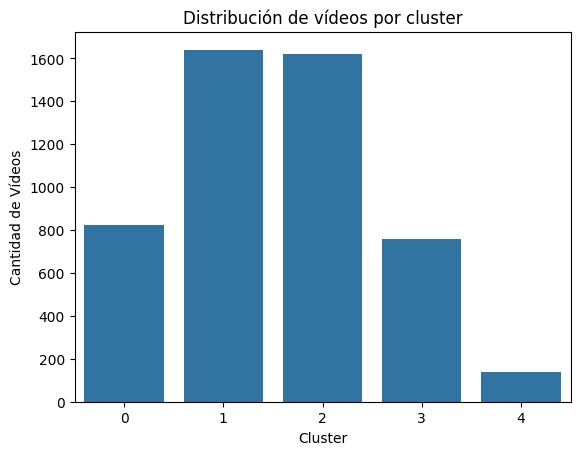 Distribución de vídeos por cluster
Cantidad de Vídeos
1600
1400
1200
1000
800
600
400
200
0
0 1 2 3 4
Cluster